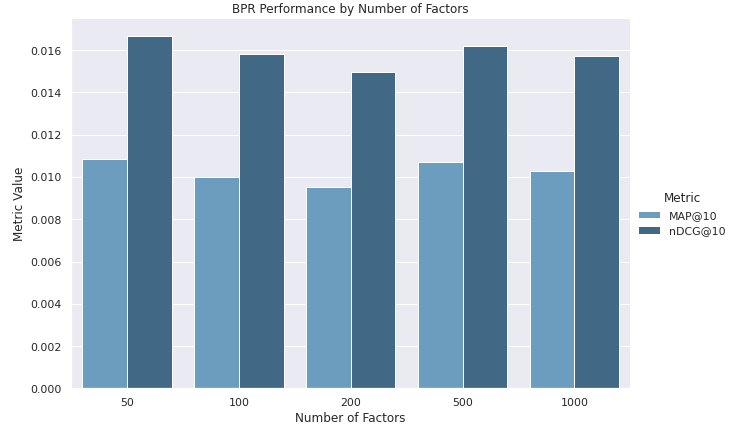 BPR Performance by Number of Factors
0.016
0.014
0.012
0.010
0.008
0.006
0.004
0.002
0.000
Metric Value
50 100 200 500 1000
Number of Factors
Metric
MAP@10
nDCG@10